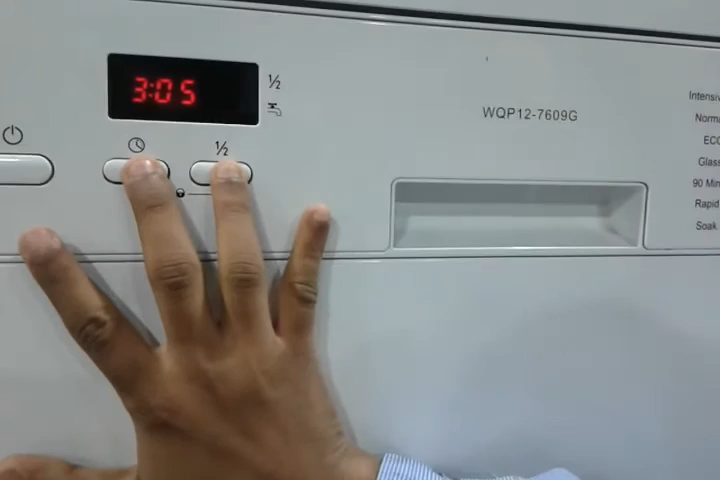 3:05
1/2
1/2
WQP12-7609G
Intensiv
Norma
ECO
Glass
90 Min
Rapid
Soak